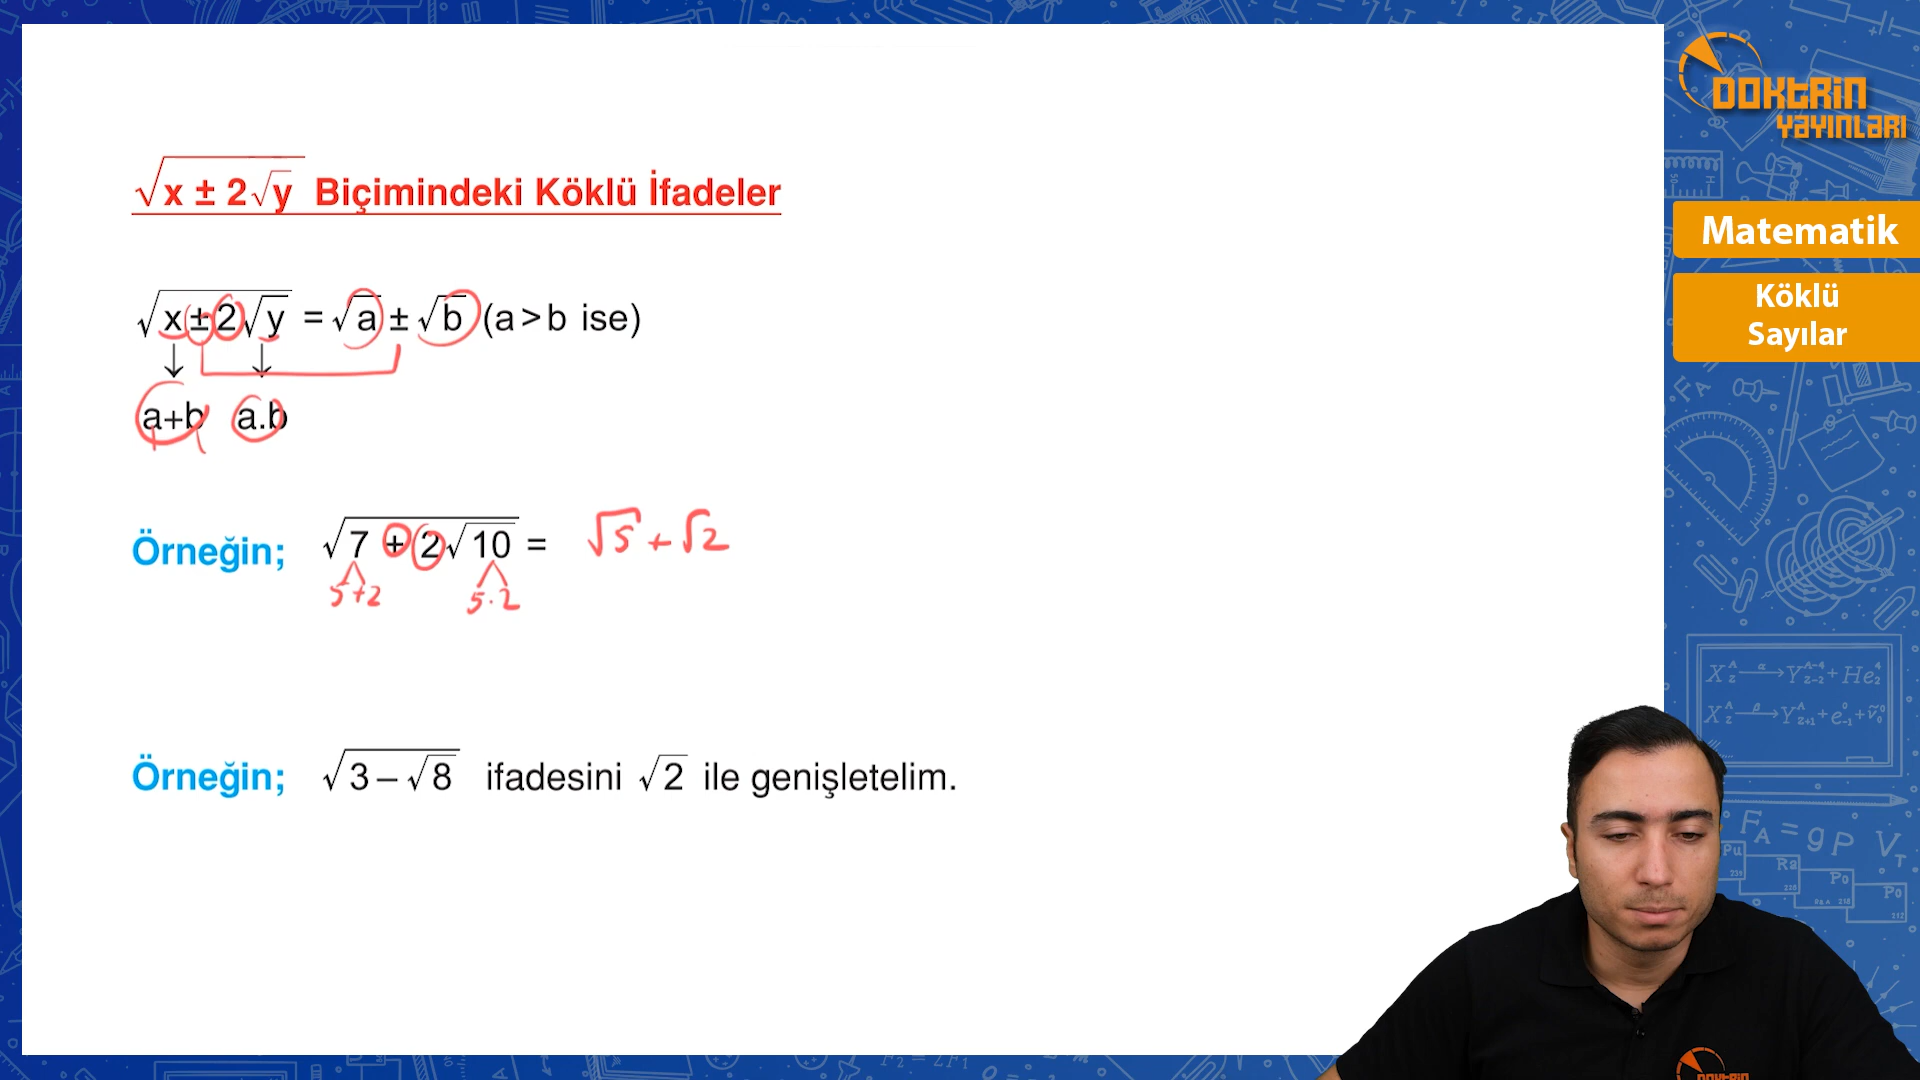 √x ± 2√y Biçimindeki Köklü İfadeler
√x±2√y = √a ± √b (a > b ise)
↓ ↓
a+b a.b
Örneğin; √7 + 2√10 = √5 + √2
5+2 5.2
Örneğin; √3 – √8 ifadesini √2 ile genişletelim.
DOKTRİN
YAYINLARI
Matematik
Köklü
Sayılar